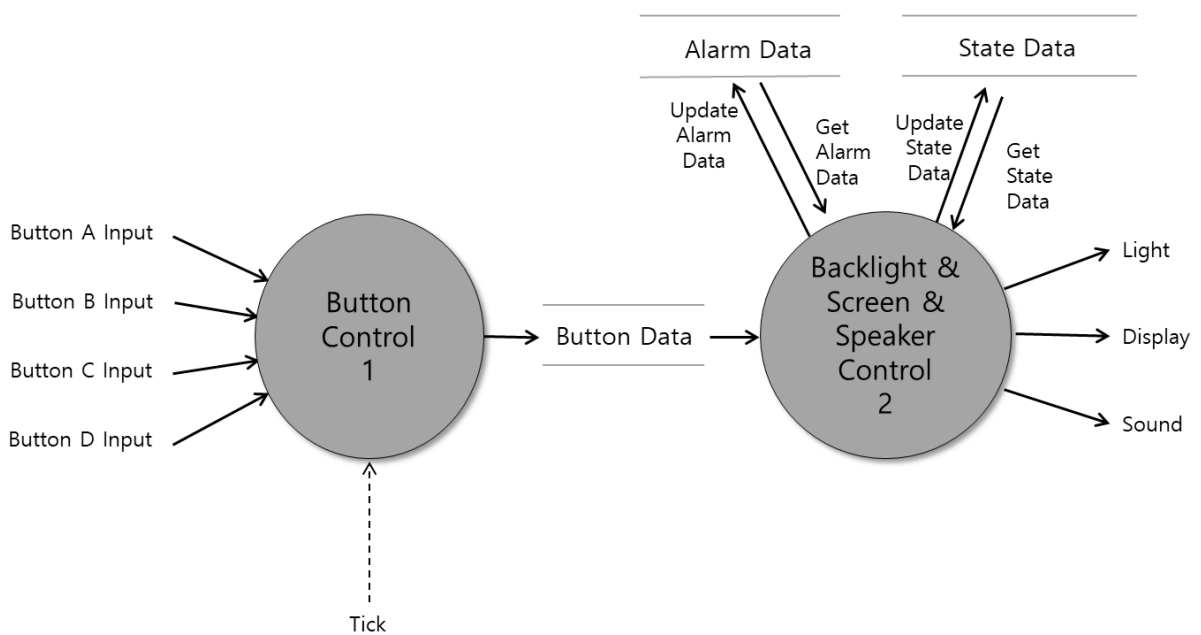 Alarm Data
State Data
Update
Alarm
Data
Get
Alarm
Data
Update
State
Data
Get
State
Data
Button A Input
Button B Input
Button C Input
Button D Input
Button
Control
1
Button Data
Backlight &
Screen &
Speaker
Control
2
Light
Display
Sound
Tick